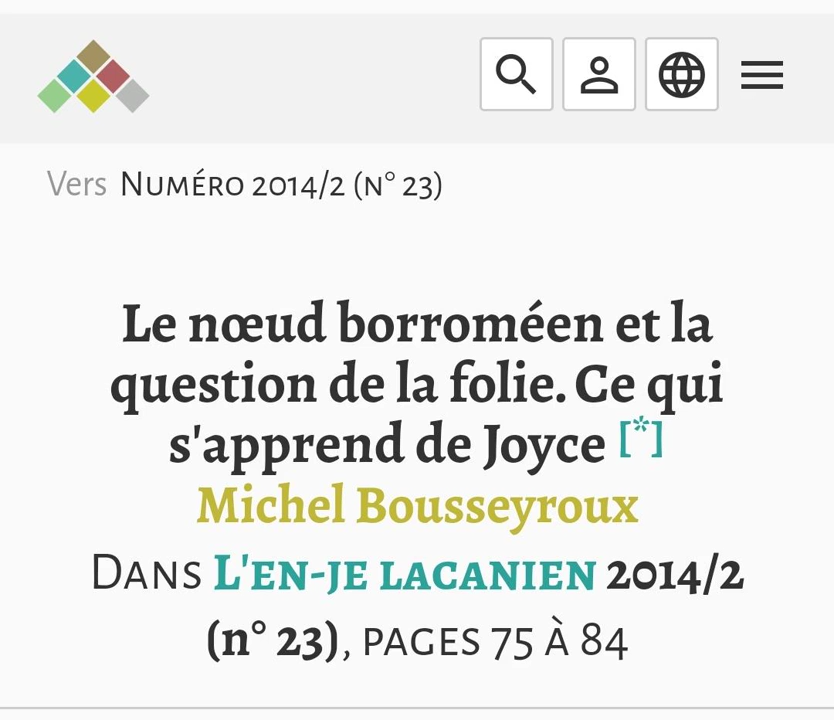 Vers Numéro 2014/2 (n° 23)
Le nœud borroméen et la
question de la folie. Ce qui
s'apprend de Joyce [*]
Michel Bousseyroux
Dans L'en-je lacanien 2014/2
(n° 23), pages 75 à 84